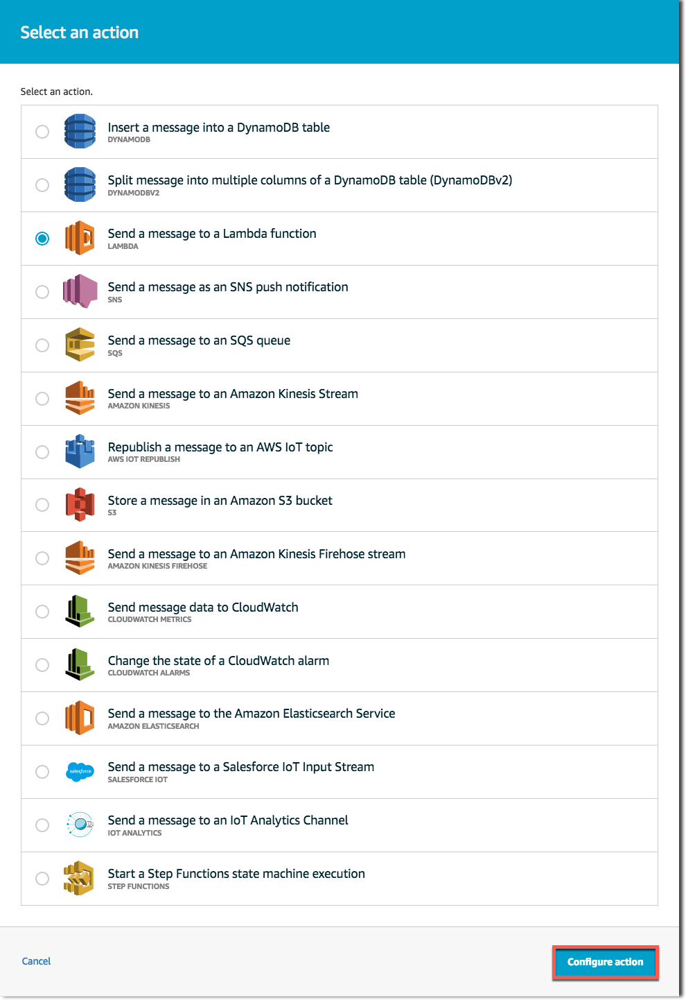 Select an action
Select an action.
Insert a message into a DynamoDB table
DYNAMODB
Split message into multiple columns of a DynamoDB table (DynamoDBv2)
DYNAMODBV2
Send a message to a Lambda function
LAMBDA
Send a message as an SNS push notification
SNS
Send a message to an SQS queue
SQS
Send a message to an Amazon Kinesis Stream
AMAZON KINESIS
Republish a message to an AWS IoT topic
AWS IOT REPUBLISH
Store a message in an Amazon S3 bucket
S3
Send a message to an Amazon Kinesis Firehose stream
AMAZON KINESIS FIREHOSE
Send message data to CloudWatch
CLOUDWATCH METRICS
Change the state of a CloudWatch alarm
CLOUDWATCH ALARMS
Send a message to the Amazon Elasticsearch Service
AMAZON ELASTICSEARCH
salesforce
Send a message to a Salesforce IoT Input Stream
SALESFORCE IOT
Send a message to an IoT Analytics Channel
IOT ANALYTICS
Start a Step Functions state machine execution
STEP FUNCTIONS
Cancel
Configure action